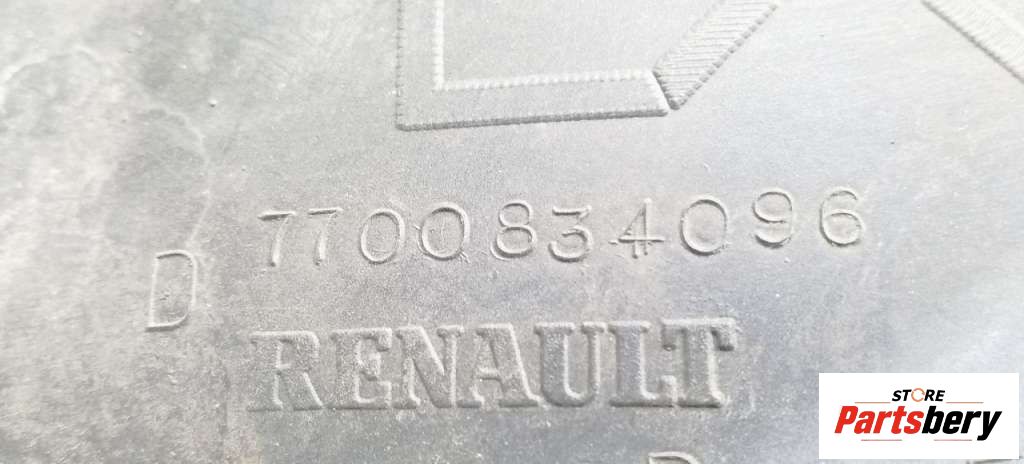 7700834096
D
RENAULT
STORE
Partsbery